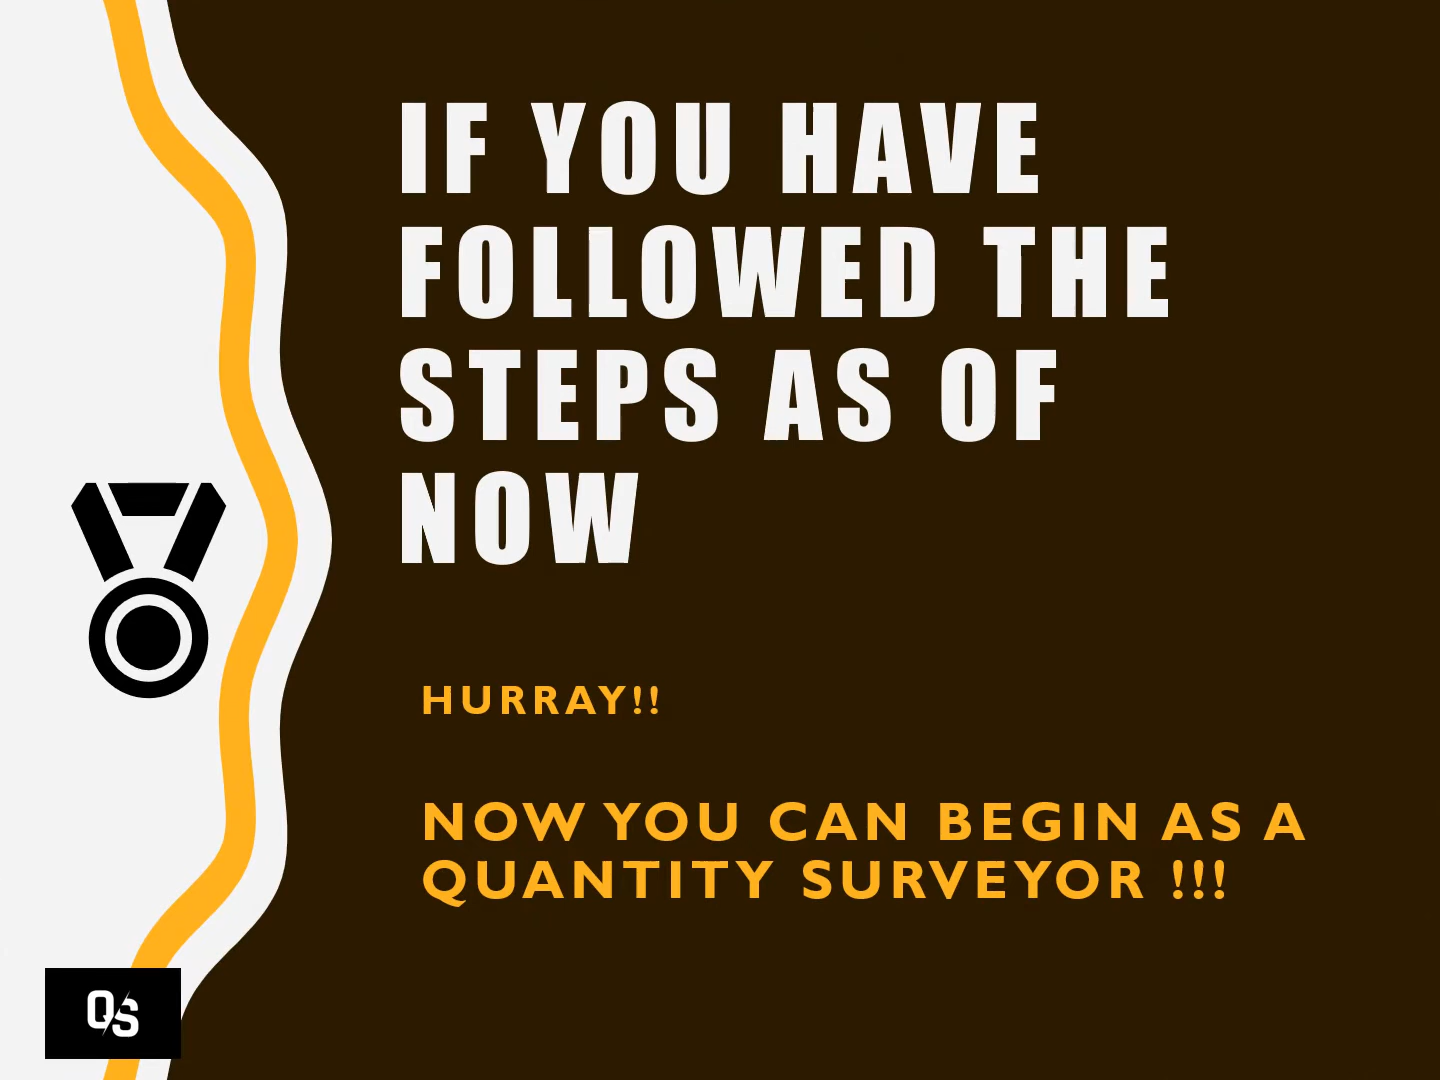 IF YOU HAVE
FOLLOWED THE
STEPS AS OF
NOW
HURRAY!!
NOW YOU CAN BEGIN AS A
QUANTITY SURVEYOR !!!
QS